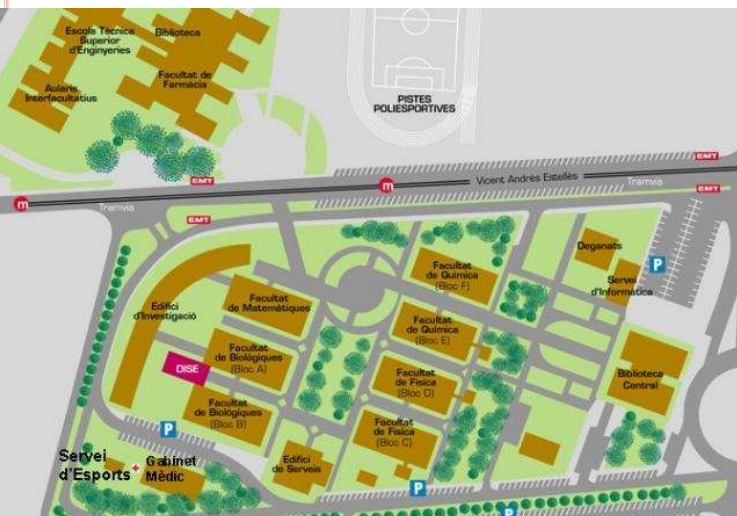 Escola Tècnica
Superior
d'Enginyeries
Biblioteca
Facultat de
Farmàcia
Aularis
Interfacultatius
PISTES
POLIESPORTIVES
EMT
EMT
m
Vicent Andrés Estellés
Tramvia
EMT
m
Tramvia
EMT
Deganats
P
Servei
d'Informàtica
Facultat
de Química
(Bloc F)
Edifici
d'Investigació
Facultat
de Matemàtiques
Facultat
de Química
(Bloc E)
Facultat
de Biològiques
(Bloc A)
DISE
Facultat
de Física
(Bloc D)
Biblioteca
Central
Facultat
de Biològiques
(Bloc B)
Facultat
de Física
(Bloc C)
P
Servei
d'Esports
Gabinet
Mèdic
Edifici
de Serveis
P
P